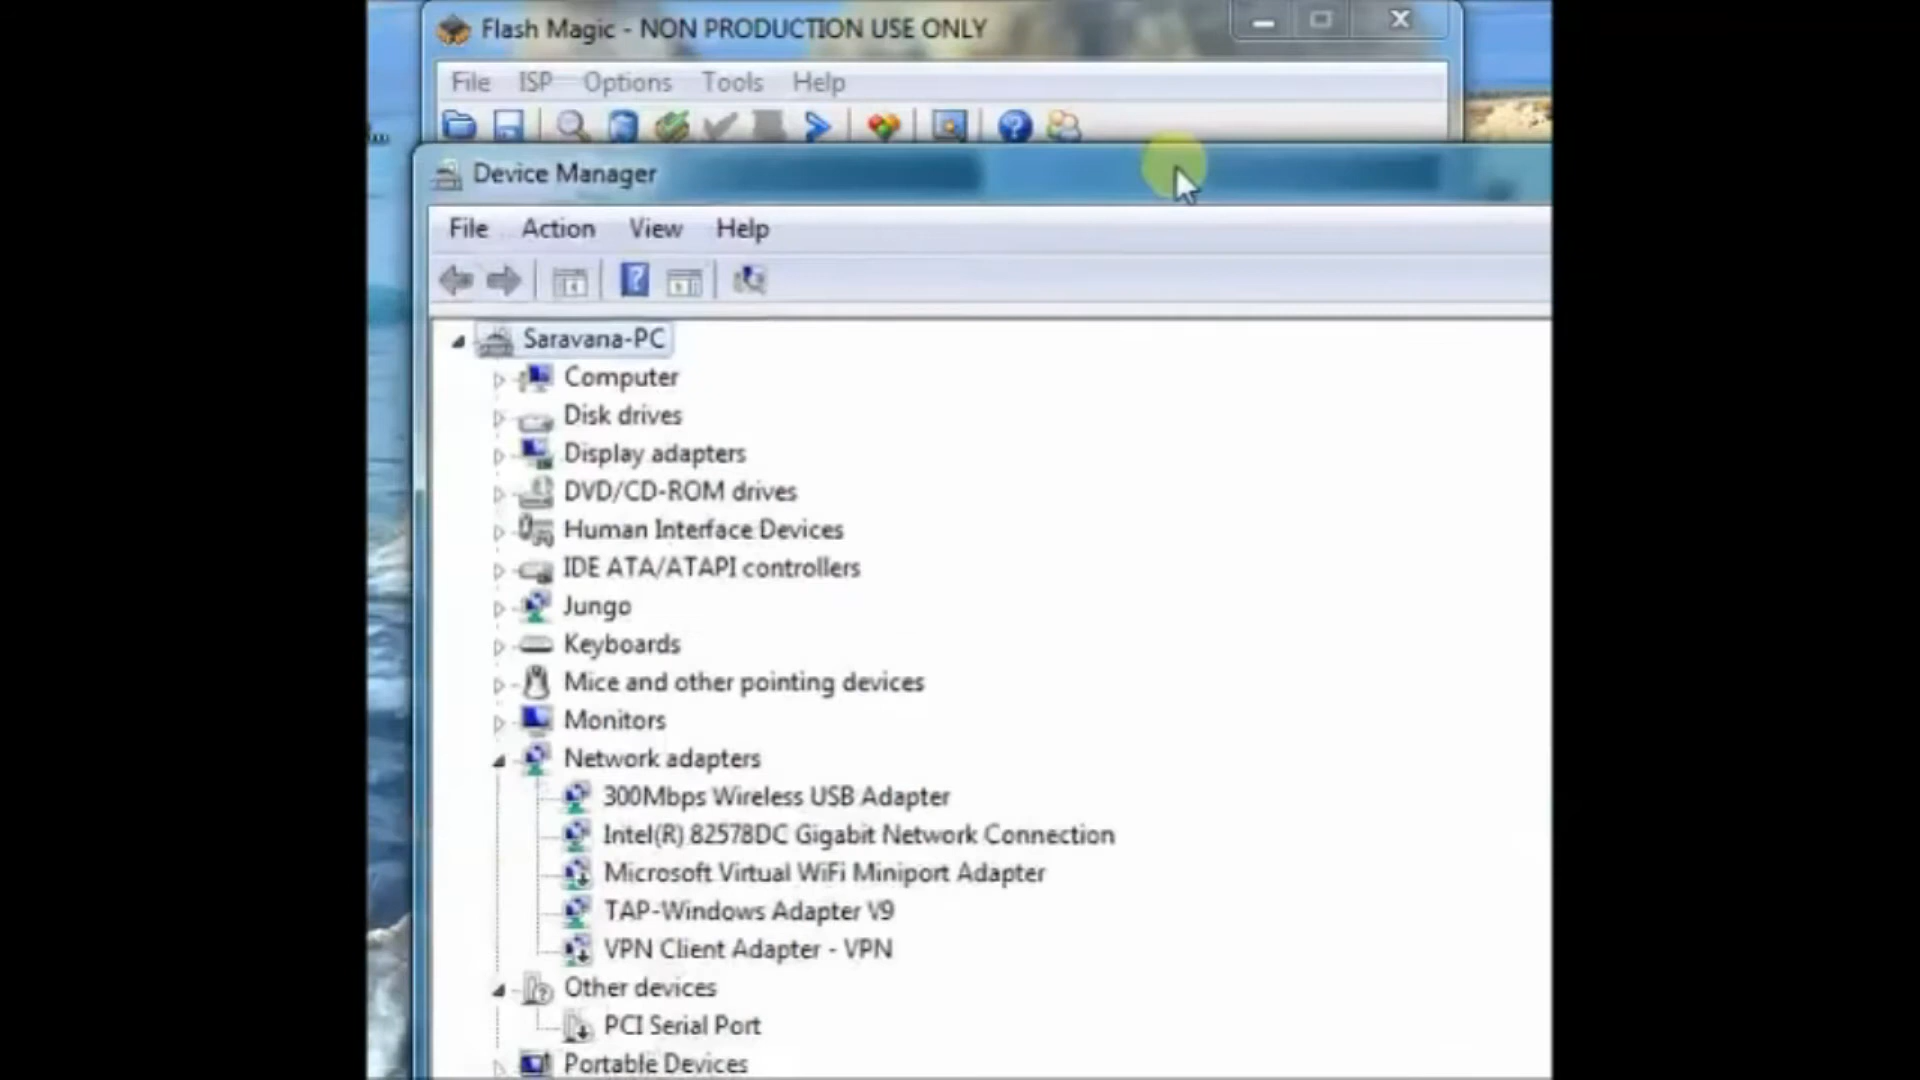 Flash Magic - NON PRODUCTION USE ONLY
File ISP Options Tools Help
Device Manager
File Action View Help
Saravana-PC
Computer
Disk drives
Display adapters
DVD/CD-ROM drives
Human Interface Devices
IDE ATA/ATAPI controllers
Jungo
Keyboards
Mice and other pointing devices
Monitors
Network adapters
300Mbps Wireless USB Adapter
Intel(R) 82578DC Gigabit Network Connection
Microsoft Virtual WiFi Miniport Adapter
TAP-Windows Adapter V9
VPN Client Adapter - VPN
Other devices
PCI Serial Port
Portable Devices